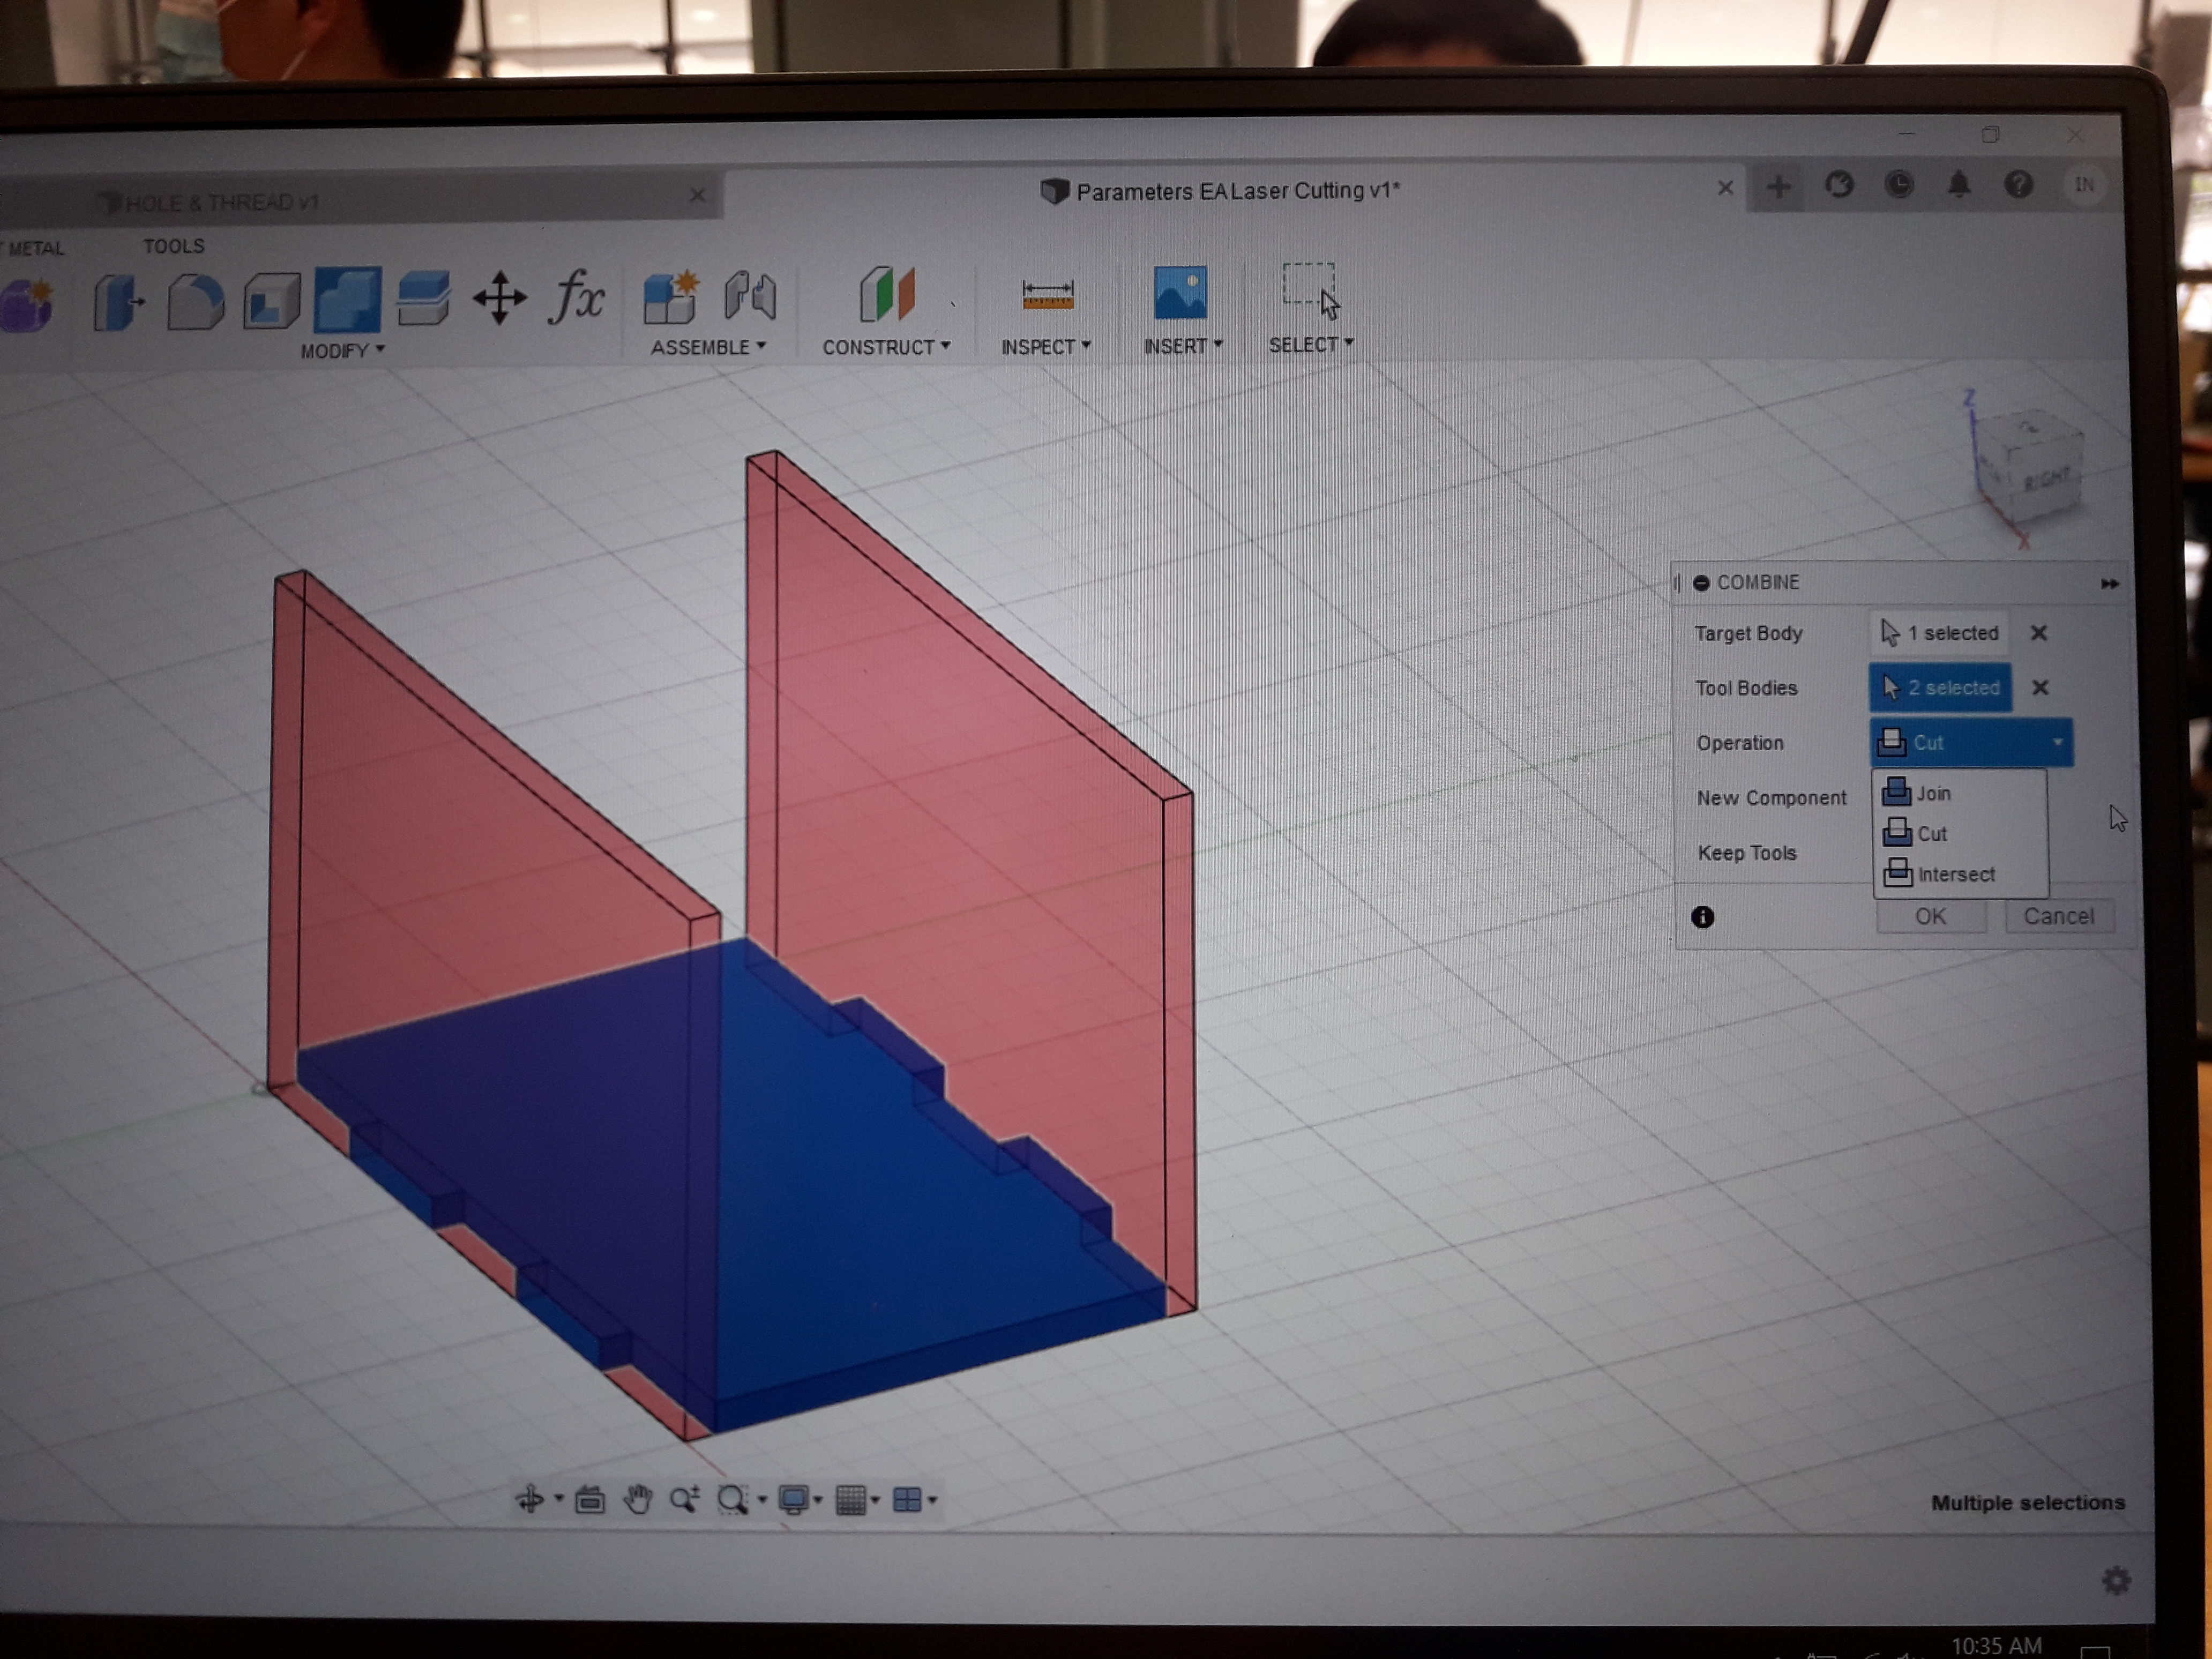 HOLE & THREAD v1
Parameters EA Laser Cutting v1*
IN
T METAL
TOOLS
fx
MODIFY
ASSEMBLE
CONSTRUCT
INSPECT
INSERT
SELECT
Z
RIGHT
X
COMBINE
Target Body
1 selected
Tool Bodies
2 selected
Operation
Cut
Join
New Component
Cut
Keep Tools
Intersect
OK
Cancel
Multiple selections
10:35 AM